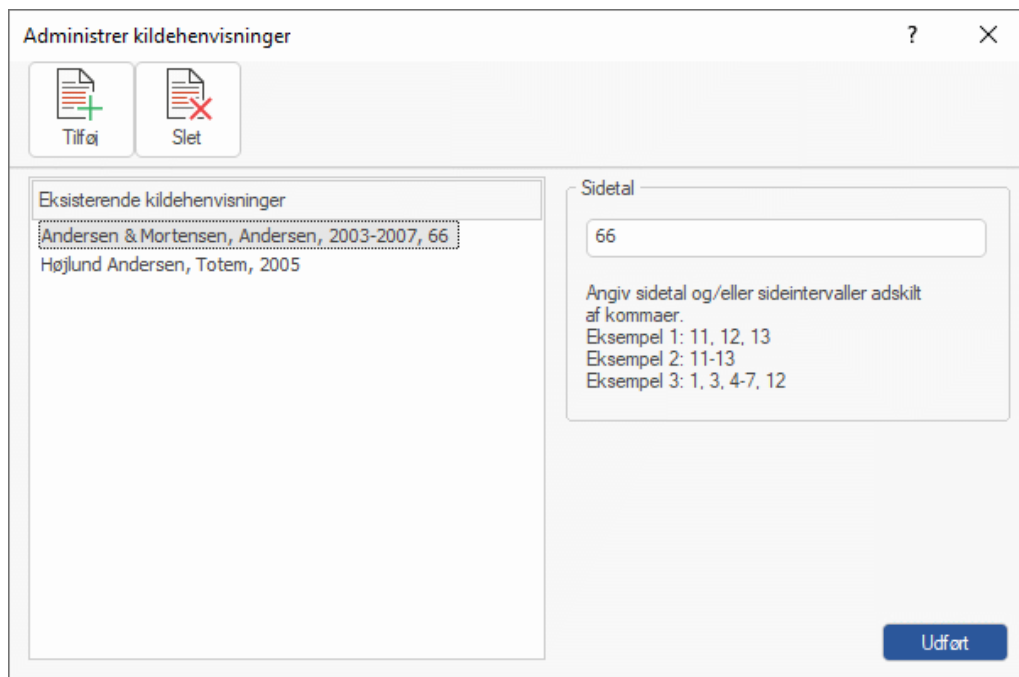 Administrer kildehenvisninger
?
Tilføj
Slet
Eksisterende kildehenvisninger
Andersen & Mortensen, Andersen, 2003-2007, 66
Højlund Andersen, Totem, 2005
Sidetal
66
Angiv sidetal og/eller sideintervaller adskilt
af kommaer.
Eksempel 1: 11, 12, 13
Eksempel 2: 11-13
Eksempel 3: 1, 3, 4-7, 12
Udført